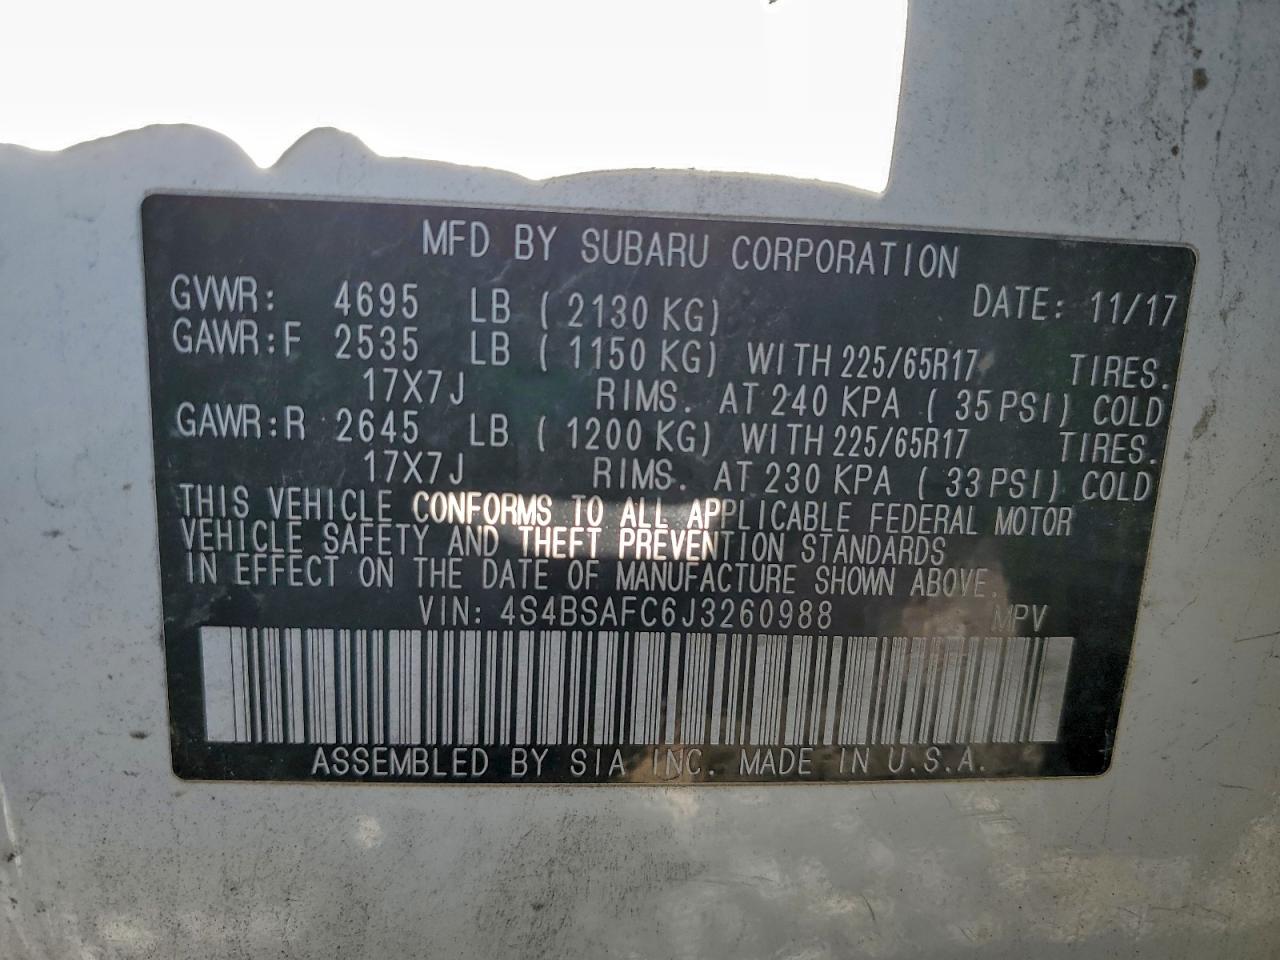 MFD BY SUBARU CORPORATION
GVWR: 4695 LB ( 2130 KG) DATE: 11/17
GAWR:F 2535 LB ( 1150 KG) WITH 225/65R17 TIRES.
17X7J RIMS. AT 240 KPA ( 35 PSI) COLD
GAWR:R 2645 LB ( 1200 KG) WITH 225/65R17 TIRES.
17X7J RIMS. AT 230 KPA ( 33 PSI) COLD
THIS VEHICLE CONFORMS TO ALL APPLICABLE FEDERAL MOTOR
VEHICLE SAFETY AND THEFT PREVENTION STANDARDS
IN EFFECT ON THE DATE OF MANUFACTURE SHOWN ABOVE.
VIN: 4S4BSAFC6J3260988 MPV
ASSEMBLED BY SIA INC. MADE IN U.S.A.